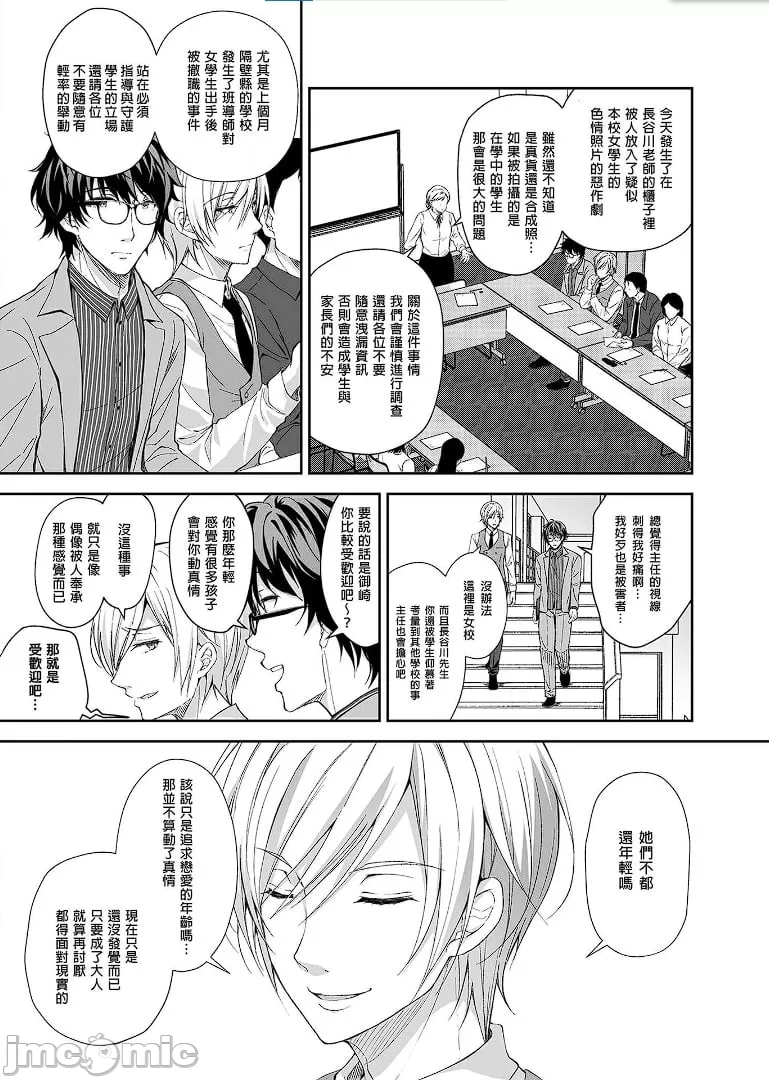 今天發生了在
長谷川老師的櫃子裡
被人放入了疑似
本校女學生的
色情照片的惡作劇
雖然還不知道
是真貨還是合成照…
如果被拍攝的是
在學中的學生
那會是很大的問題
關於這件事情
我們會謹慎進行調查
還請各位不要
隨意洩漏資訊
否則會造成學生與
家長們的不安
尤其是上個月
隔壁縣的學校
發生了班導師對
女學生出手後
被撤職的事件
站在必須
指導與守護
學生的立場
還請各位
不要隨意有
輕率的舉動
總覺得主任的視線
刺得我好痛啊…
我好歹也是被害者…
沒辦法
這裡是女校
而且長谷川先生
你還被學生仰慕著
考量到其他學校的事
主任也會擔心吧
要說的話是御崎
你比較受歡迎吧～?
你那麼年輕
感覺有很多孩子
會對你動真情
沒這種事
就只是像
偶像被人奉承
那種感覺而已
那就是
受歡迎吧…
她們不都
還年輕嗎
該說只是追求戀愛的年齡嗎…
那並不算動了真情
現在只是
還沒發覺而已
只要成了大人
就算再討厭
都得面對現實的
jmcomic